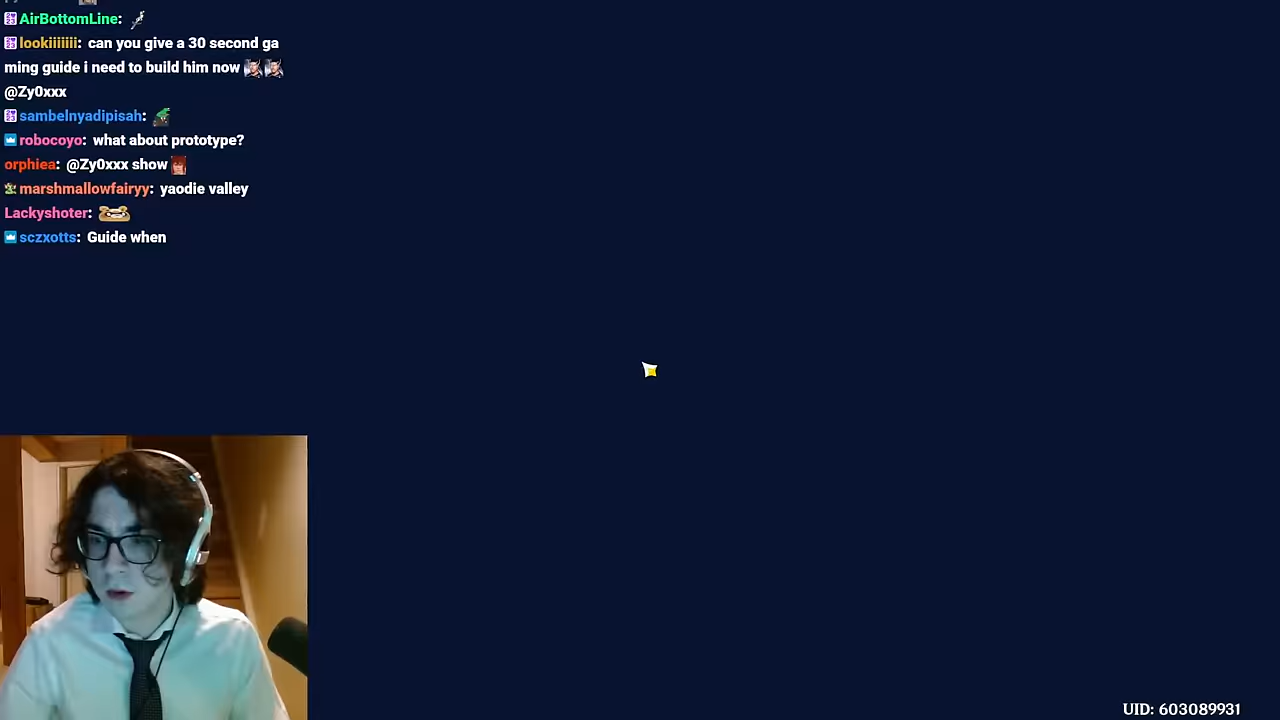 AirBottomLine:
lookiiiiiii: can you give a 30 second ga
ming guide i need to build him now
@Zy0xxx
sambelnyadipisah:
robocoyo: what about prototype?
orphiea: @Zy0xxx show
marshmallowfairyy: yaodie valley
Lackyshoter:
sczxotts: Guide when
UID: 603089931